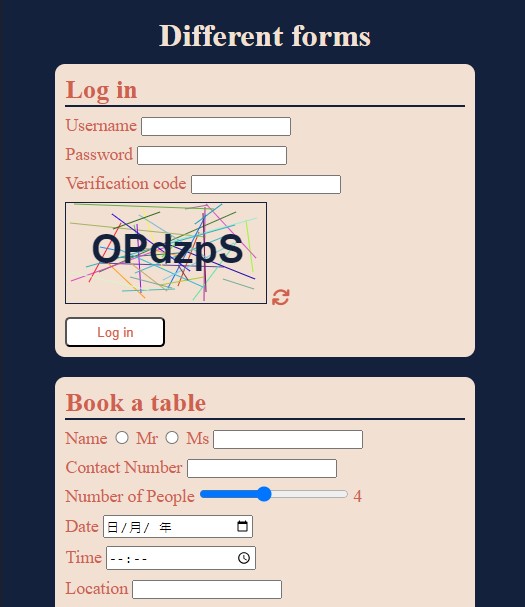 Different forms
Log in
Username
Password
Verification code
OPdzpS
Log in
Book a table
Name Mr Ms
Contact Number
Number of People 4
Date 日/月/ 年
Time --:--
Location